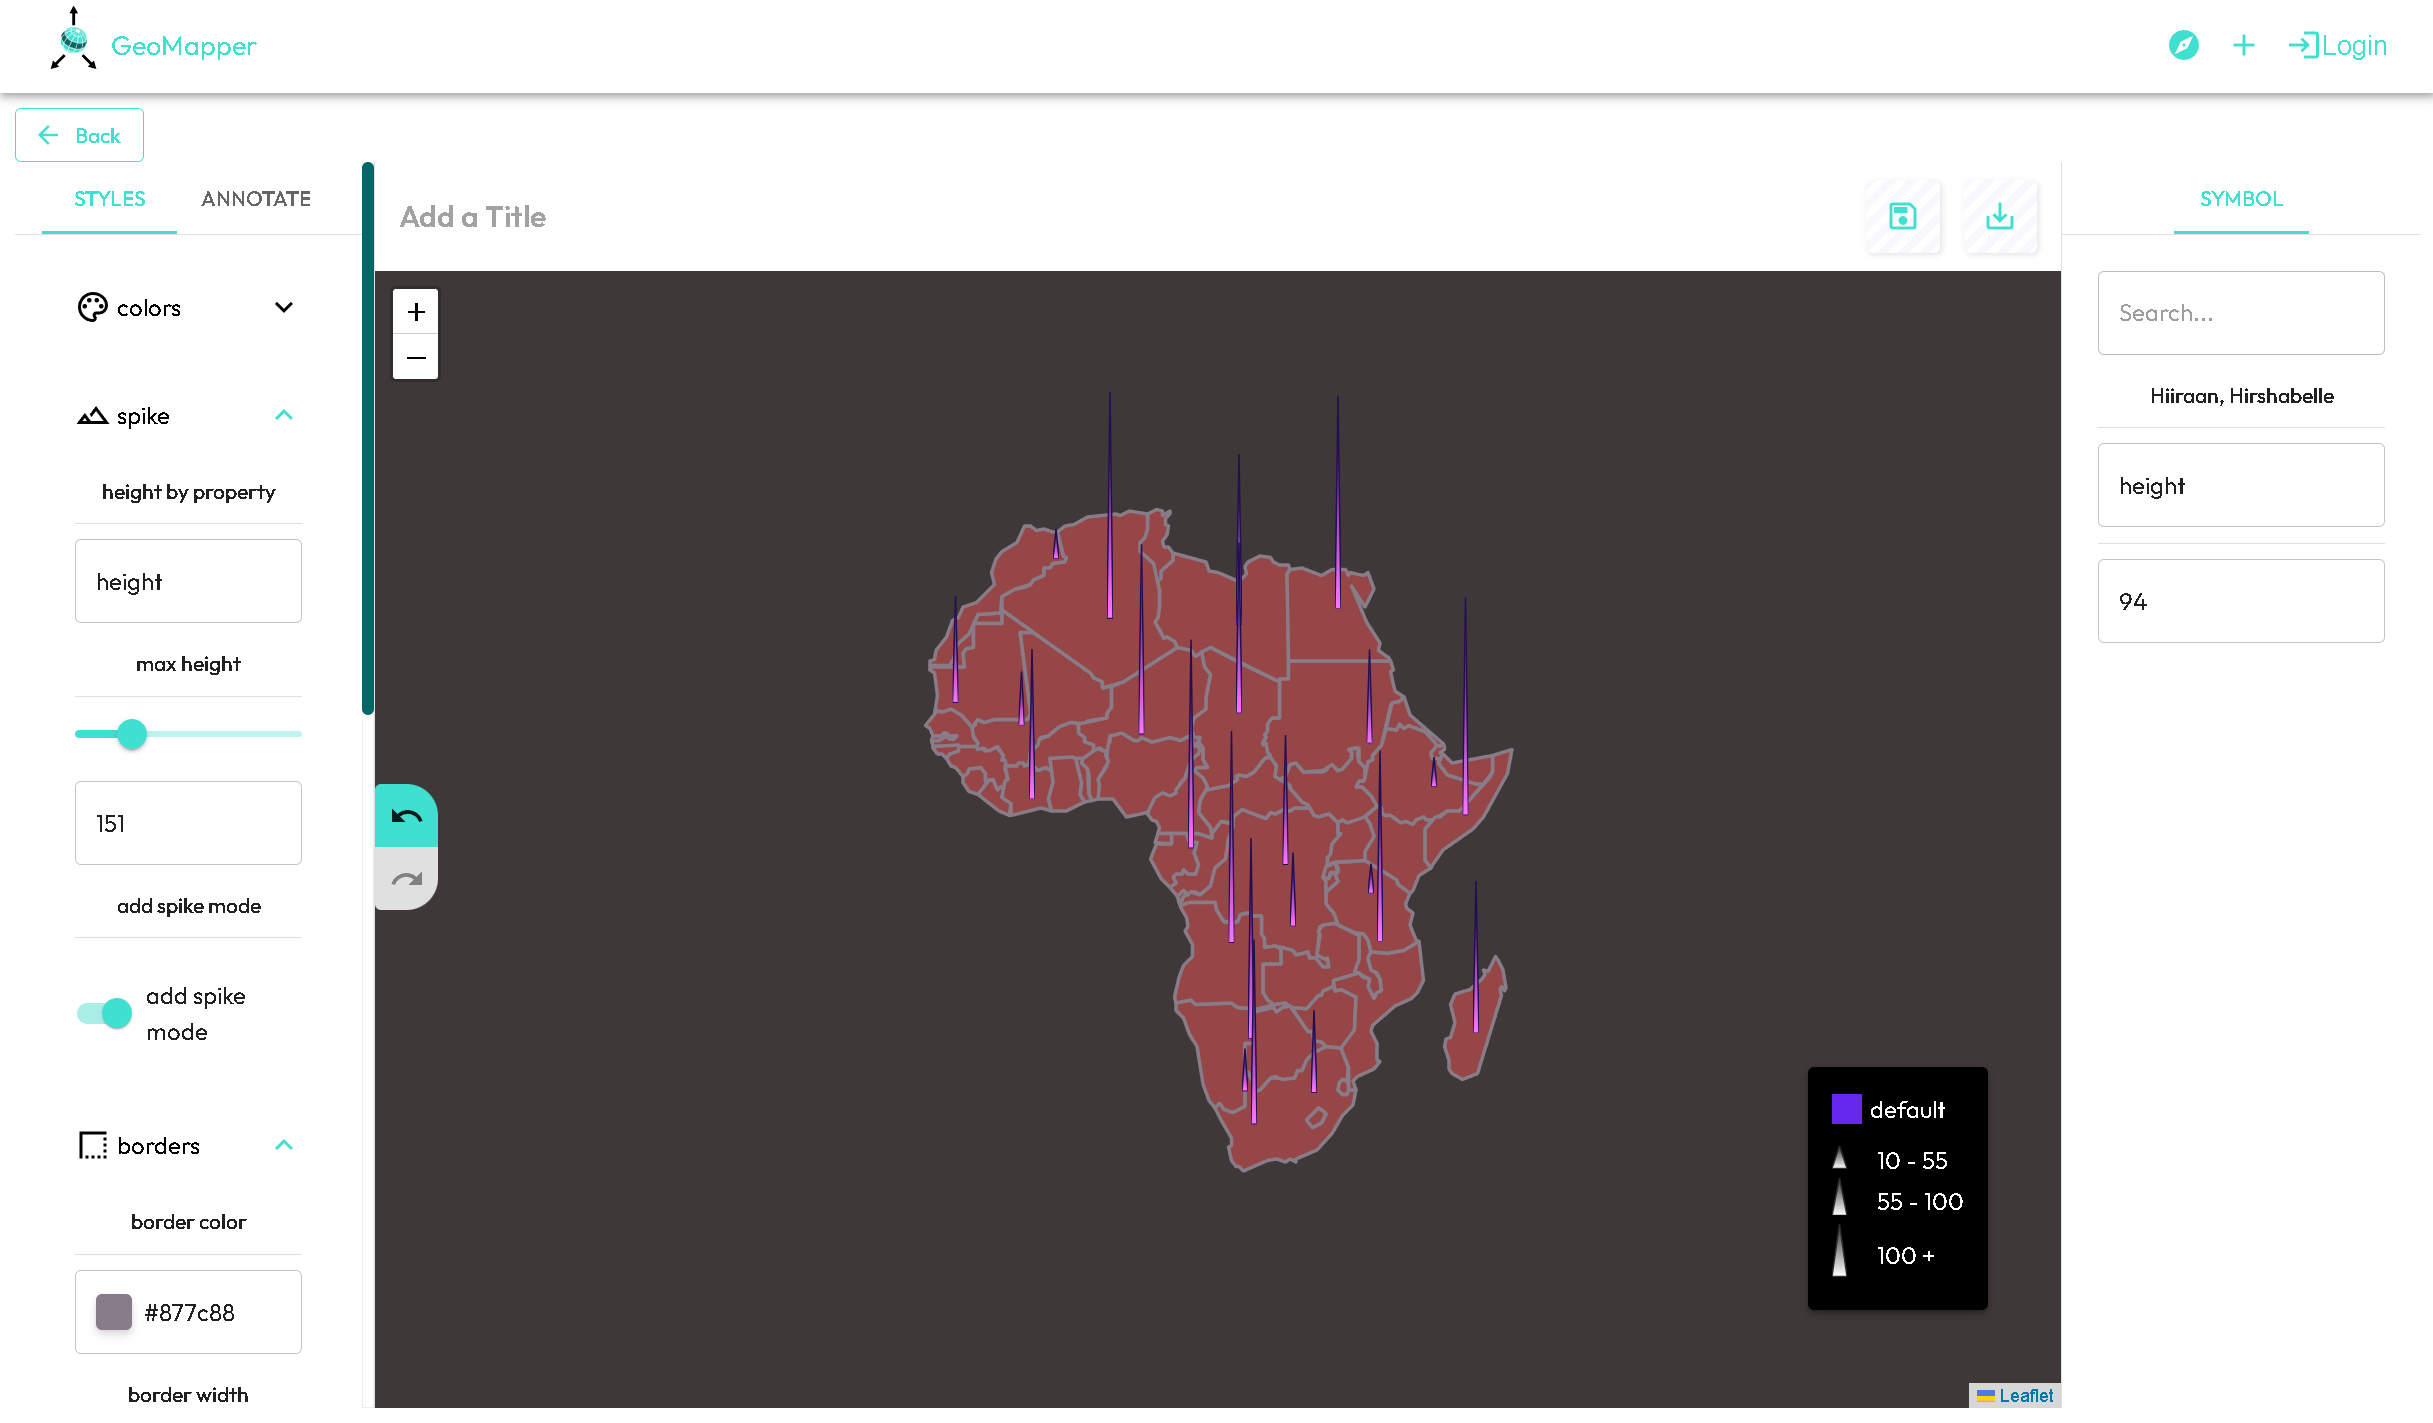 GeoMapper
Login
Back
STYLES
ANNOTATE
Add a Title
SYMBOL
colors
spike
height by property
height
max height
151
add spike mode
add spike
mode
borders
border color
#877c88
border width
+
−
default
10 - 55
55 - 100
100 +
Leaflet
Search...
Hiiraan, Hirshabelle
height
94